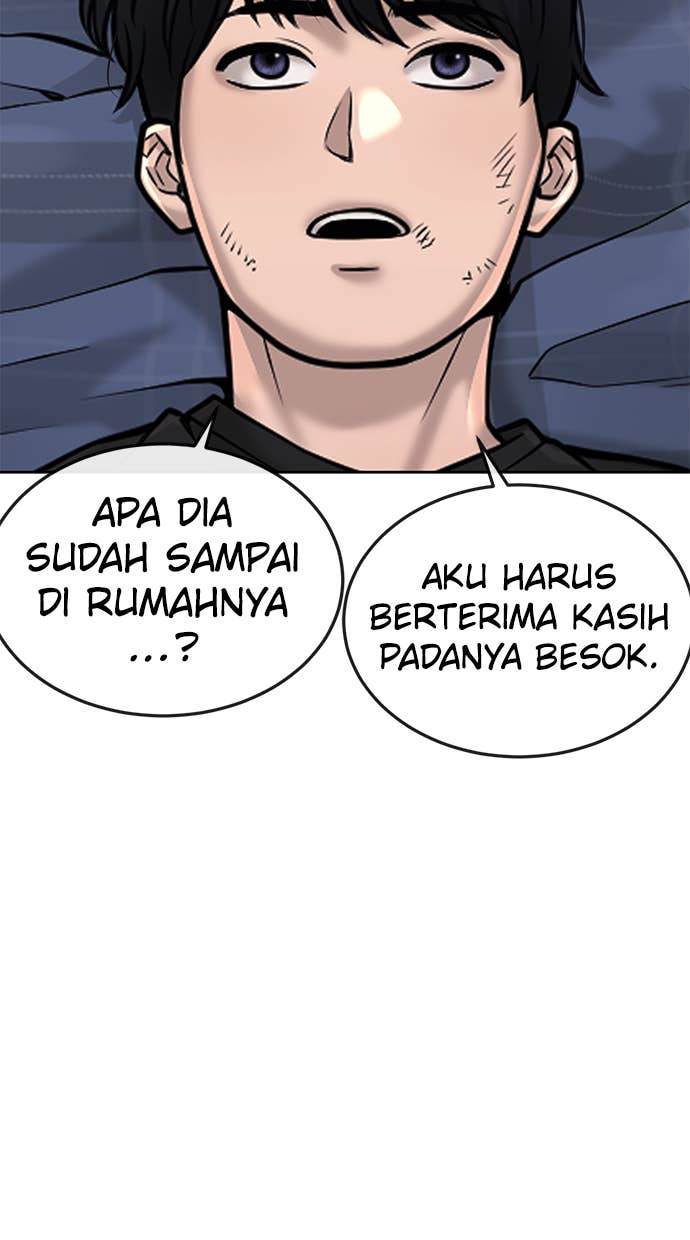 APA DIA
SUDAH SAMPAI
DI RUMAHNYA
...?
AKU HARUS
BERTERIMA KASIH
PADANYA BESOK.